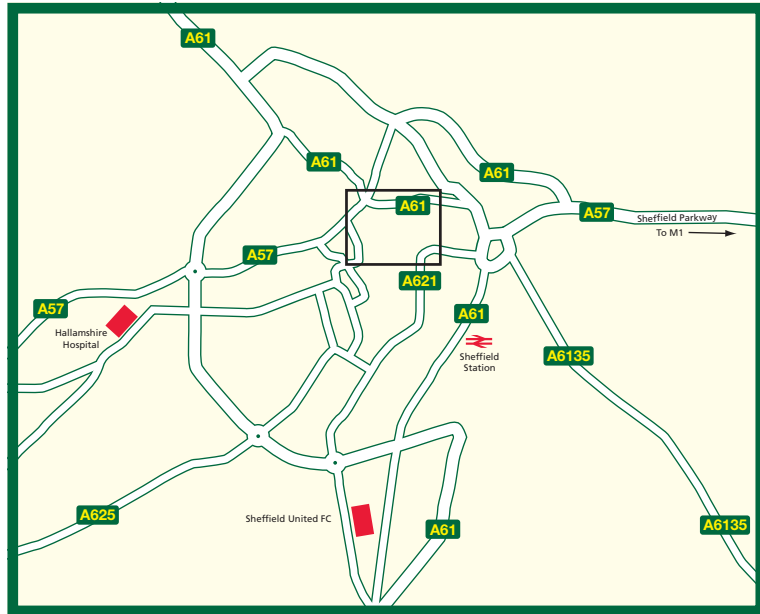 A61
A61
A61
A61
A57
Sheffield Parkway
To M1
A57
A621
A57
A61
Hallamshire
Hospital
Sheffield
Station
A6135
A625
Sheffield United FC
A61
A6135